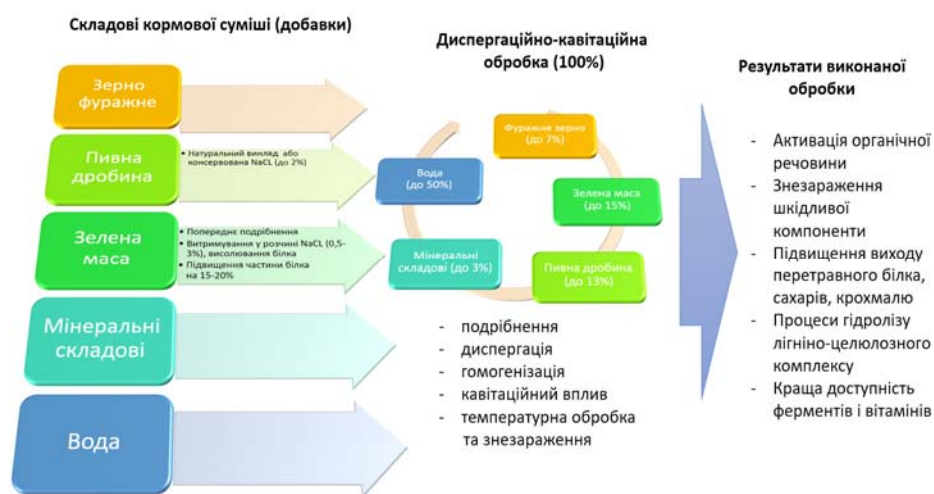 Складові кормової суміші (добавки)
Зерно
фуражне
Пивна
дробина
• Натуральний вигляд або
консервована NaCL (до 2%)
Зелена
маса
• Попереднє подрібнення
• Витримування у розчині NaCL (0,5-
3%), висолювання білка
• Підвищення частини білка
на 15-20%
Мінеральні
складові
Вода
Диспергаційно-кавітаційна
обробка (100%)
Фуражне зерно
(до 7%)
Зелена маса
(до 15%)
Пивна дробина
(до 13%)
Мінеральні
складові (до 3%)
Вода
(до 50%)
- подрібнення
- диспергація
- гомогенізація
- кавітаційний вплив
- температурна обробка
та знезараження
Результати виконаної
обробки
- Активація органічної
речовини
- Знезараження
шкідливої
компоненти
- Підвищення виходу
перетравного білка,
сахарів, крохмалю
- Процеси гідролізу
лігніно-целюлозного
комплексу
- Краща доступність
ферментів і вітамінів